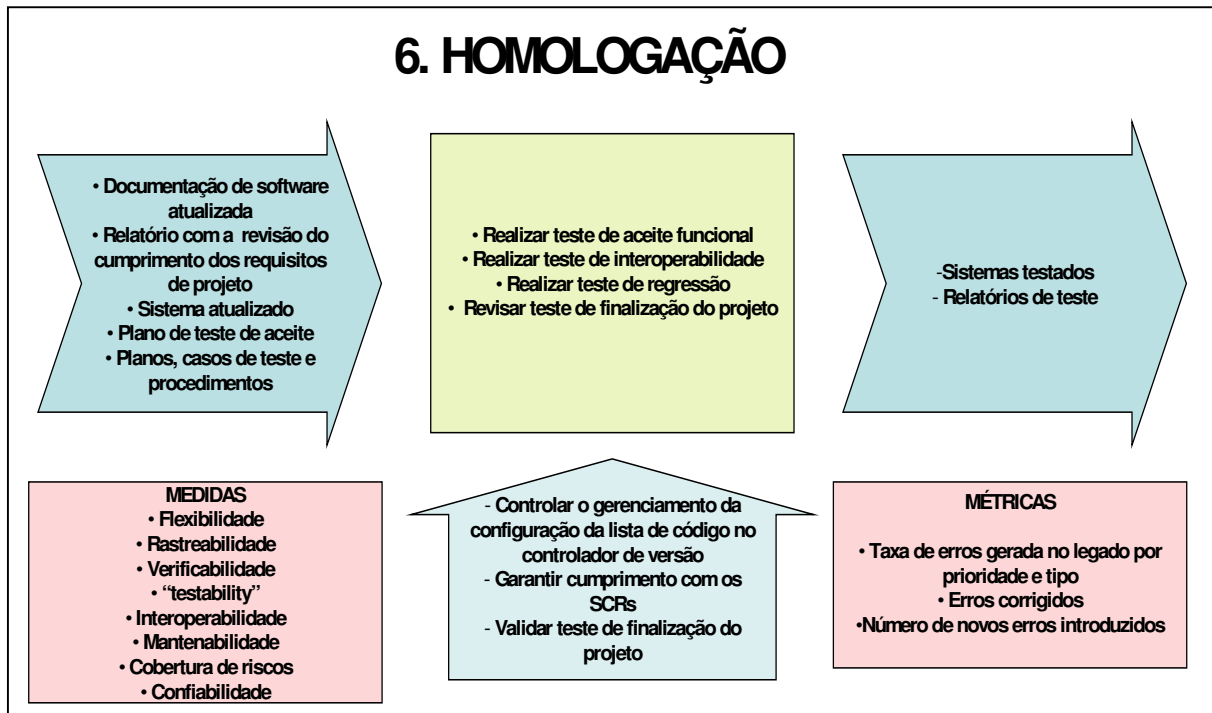 6. HOMOLOGAÇÃO
• Documentação de software
atualizada
• Relatório com a revisão do
cumprimento dos requisitos
de projeto
• Sistema atualizado
• Plano de teste de aceite
• Planos, casos de teste e
procedimentos
• Realizar teste de aceite funcional
• Realizar teste de interoperabilidade
• Realizar teste de regressão
• Revisar teste de finalização do projeto
-Sistemas testados
- Relatórios de teste
MEDIDAS
• Flexibilidade
• Rastreabilidade
• Verificabilidade
• “testability”
• Interoperabilidade
• Mantenabilidade
• Cobertura de riscos
• Confiabilidade
- Controlar o gerenciamento da
configuração da lista de código no
controlador de versão
- Garantir cumprimento com os
SCRs
- Validar teste de finalização do
projeto
MÉTRICAS
• Taxa de erros gerada no legado por
prioridade e tipo
• Erros corrigidos
•Número de novos erros introduzidos